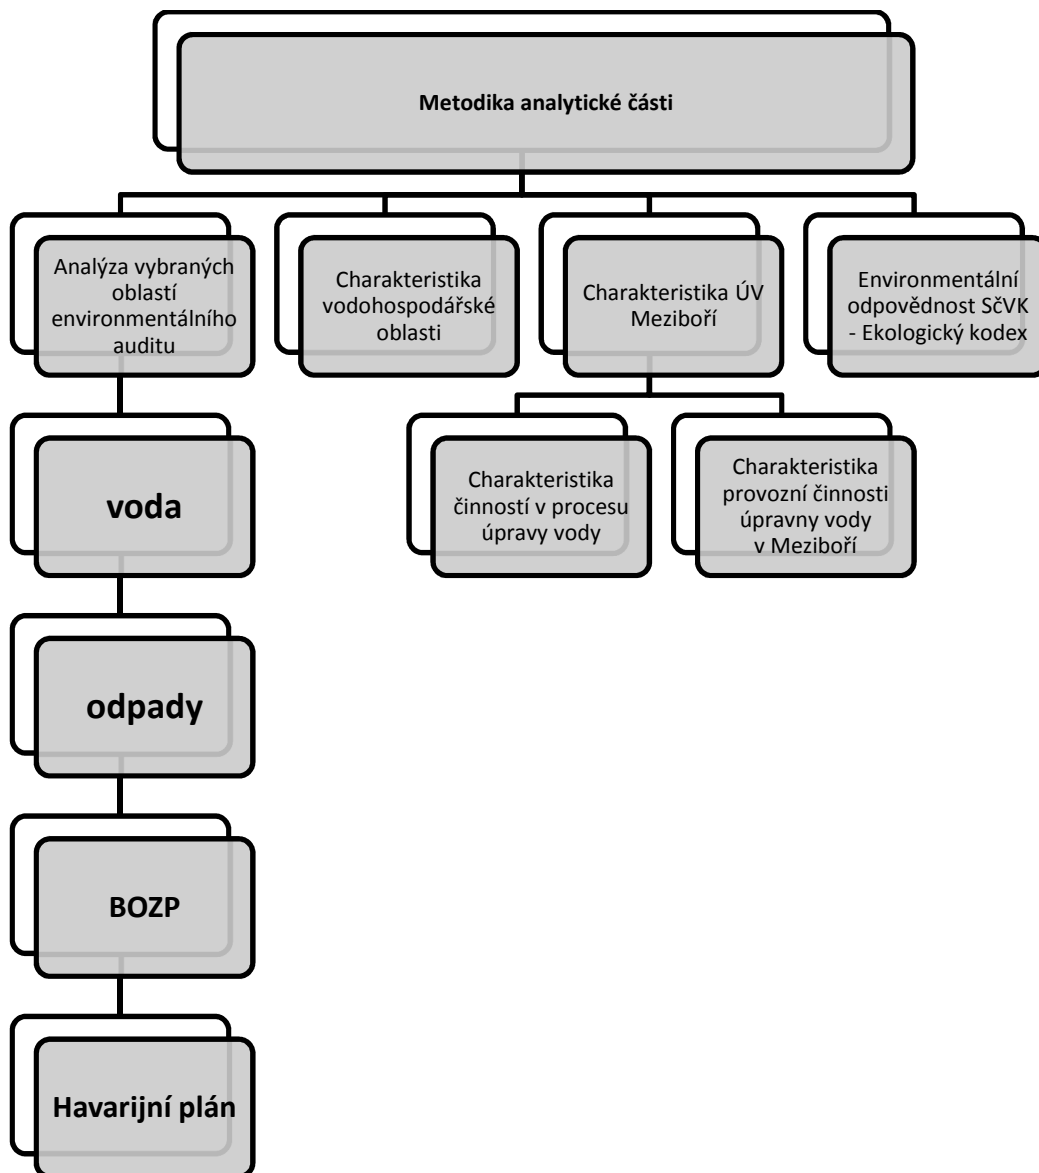 Metodika analytické části
Analýza vybraných
oblastí
environmentálního
auditu
Charakteristika
vodohospodářské
oblasti
Charakteristika ÚV
Meziboří
Environmentální
odpovědnost SčVK
- Ekologický kodex
Charakteristika
činností v procesu
úpravy vody
Charakteristika
provozní činnosti
úpravny vody
v Meziboří
voda
odpady
BOZP
Havarijní plán